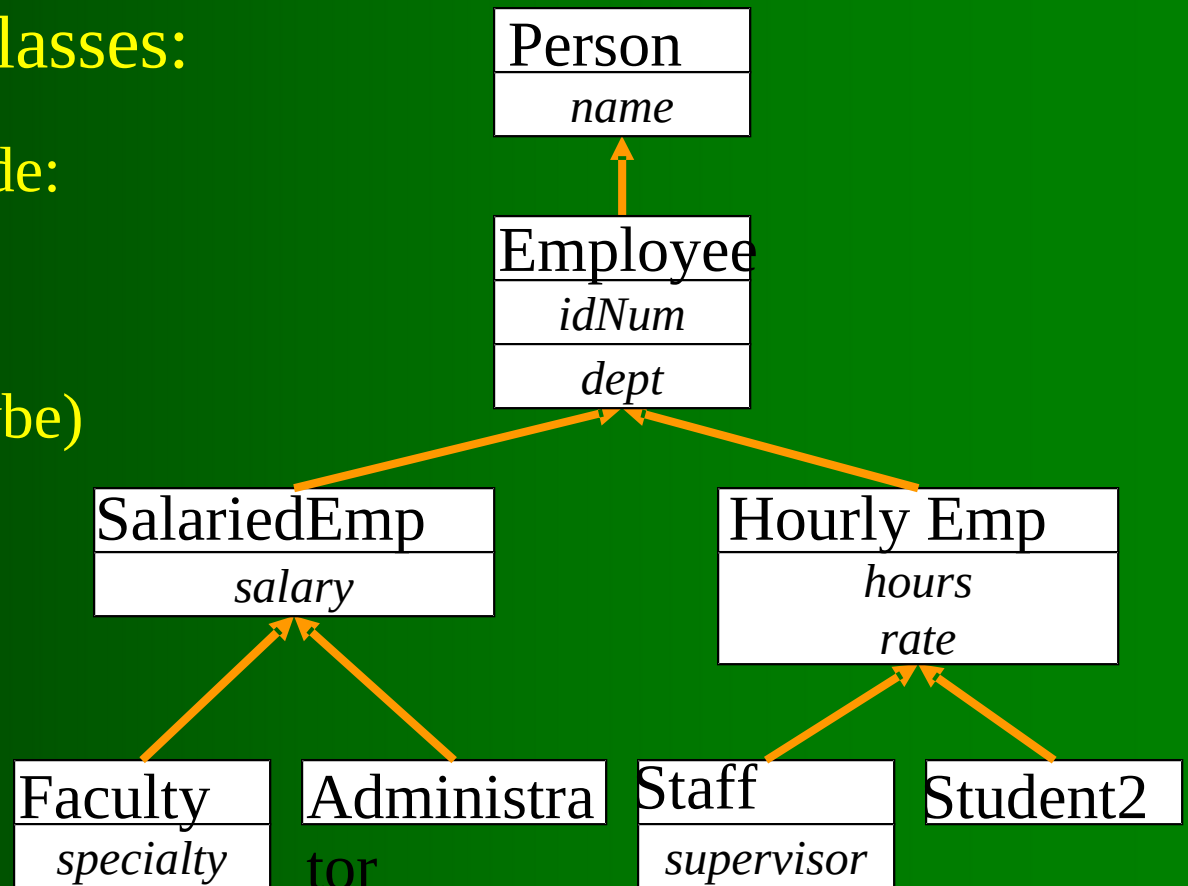 lasses:
Person
name
de:
Employee
idNum
dept
be)
SalariedEmp
salary
Hourly Emp
hours
rate
Faculty
specialty
Administra
tor
Staff
supervisor
Student2